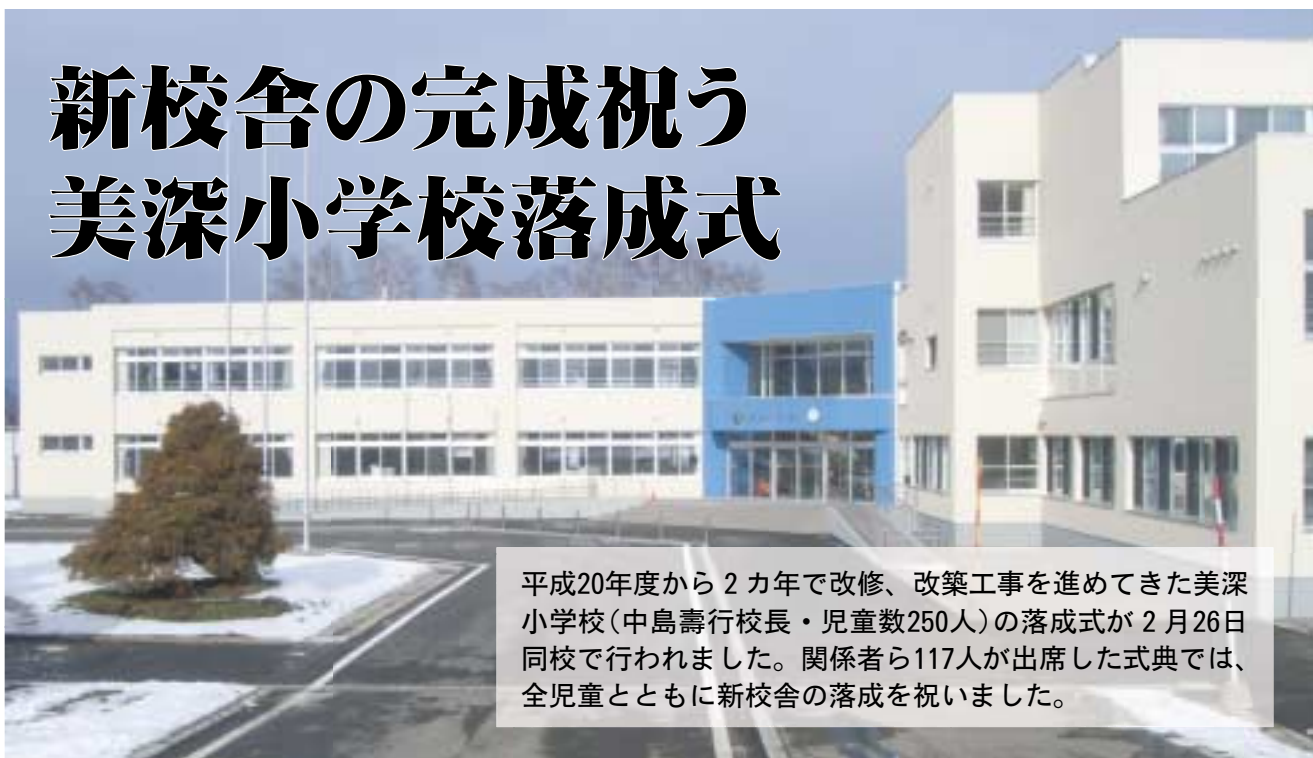 新校舎の完成祝う
美深小学校落成式
平成20年度から2カ年で改修、改築工事を進めてきた美深
小学校(中島壽行校長・児童数250人)の落成式が2月26日
同校で行われました。関係者ら117人が出席した式典では、
全児童とともに新校舎の落成を祝いました。